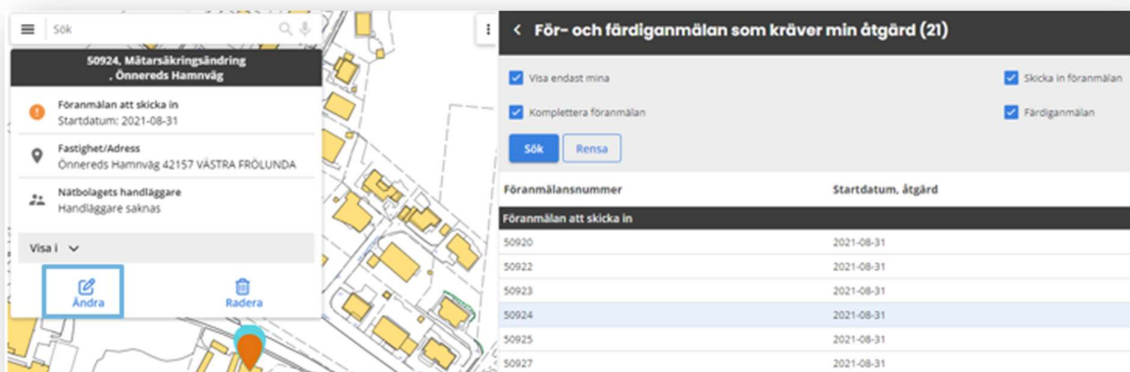 Sök
50924, Mätarsäkringsändring
, Önnereds Hamnväg
Föranmälan att skicka in
Startdatum: 2021-08-31
Fastighet/Adress
Önnereds Hamnväg 42157 VÄSTRA FRÖLUNDA
Nätbolagets handläggare
Handläggare saknas
Visa i
Ändra
Radera
För- och färdiganmälan som kräver min åtgärd (21)
Visa endast mina
Skicka in föranmälan
Komplettera föranmälan
Färdiganmälan
Sök
Rensa
Föranmälansnummer
Startdatum, åtgärd
Föranmälan att skicka in
50920 2021-08-31
50922 2021-08-31
50923 2021-08-31
50924 2021-08-31
50925 2021-08-31
50927 2021-08-31